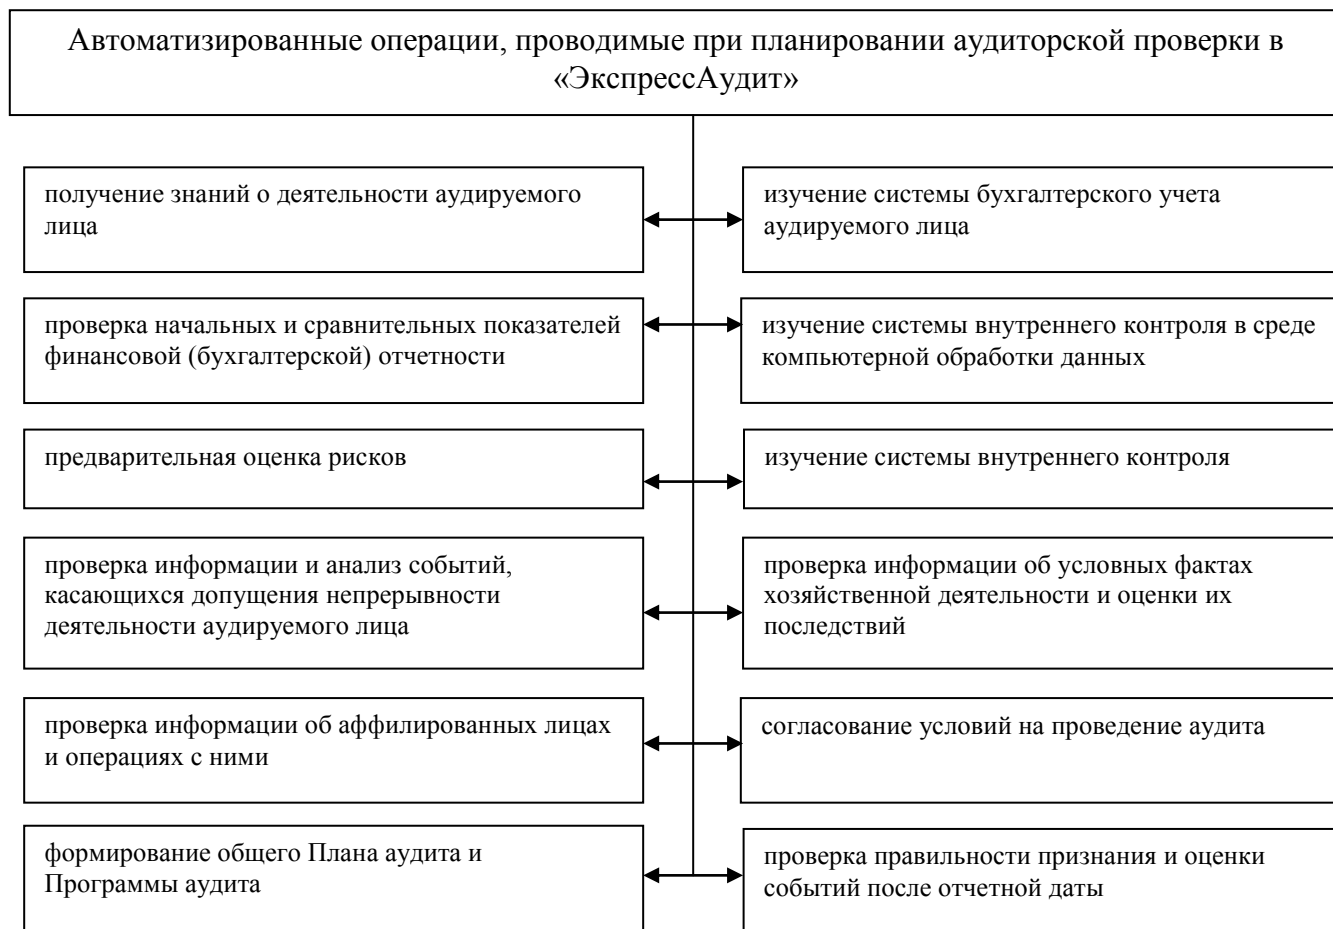 Автоматизированные операции, проводимые при планировании аудиторской проверки в
«ЭкспрессАудит»
получение знаний о деятельности аудируемого
лица
изучение системы бухгалтерского учета
аудируемого лица
проверка начальных и сравнительных показателей
финансовой (бухгалтерской) отчетности
изучение системы внутреннего контроля в среде
компьютерной обработки данных
предварительная оценка рисков
изучение системы внутреннего контроля
проверка информации и анализ событий,
касающихся допущения непрерывности
деятельности аудируемого лица
проверка информации об условных фактах
хозяйственной деятельности и оценки их
последствий
проверка информации об аффилированных лицах
и операциях с ними
согласование условий на проведение аудита
формирование общего Плана аудита и
Программы аудита
проверка правильности признания и оценки
событий после отчетной даты